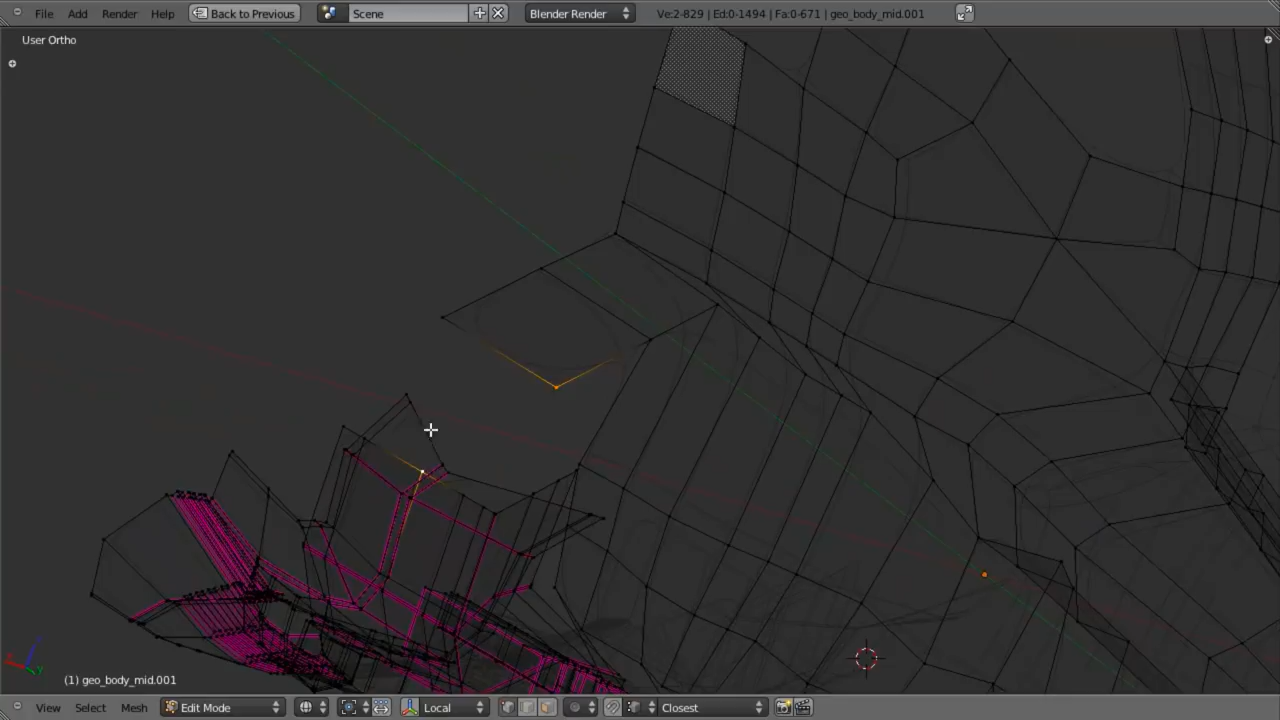 File Add Render Help Back to Previous Scene Blender Render Ve:2-829 | Ed:0-1494 | Fa:0-671 | geo_body_mid.001
User Ortho
(1) geo_body_mid.001
View Select Mesh Edit Mode Local Closest